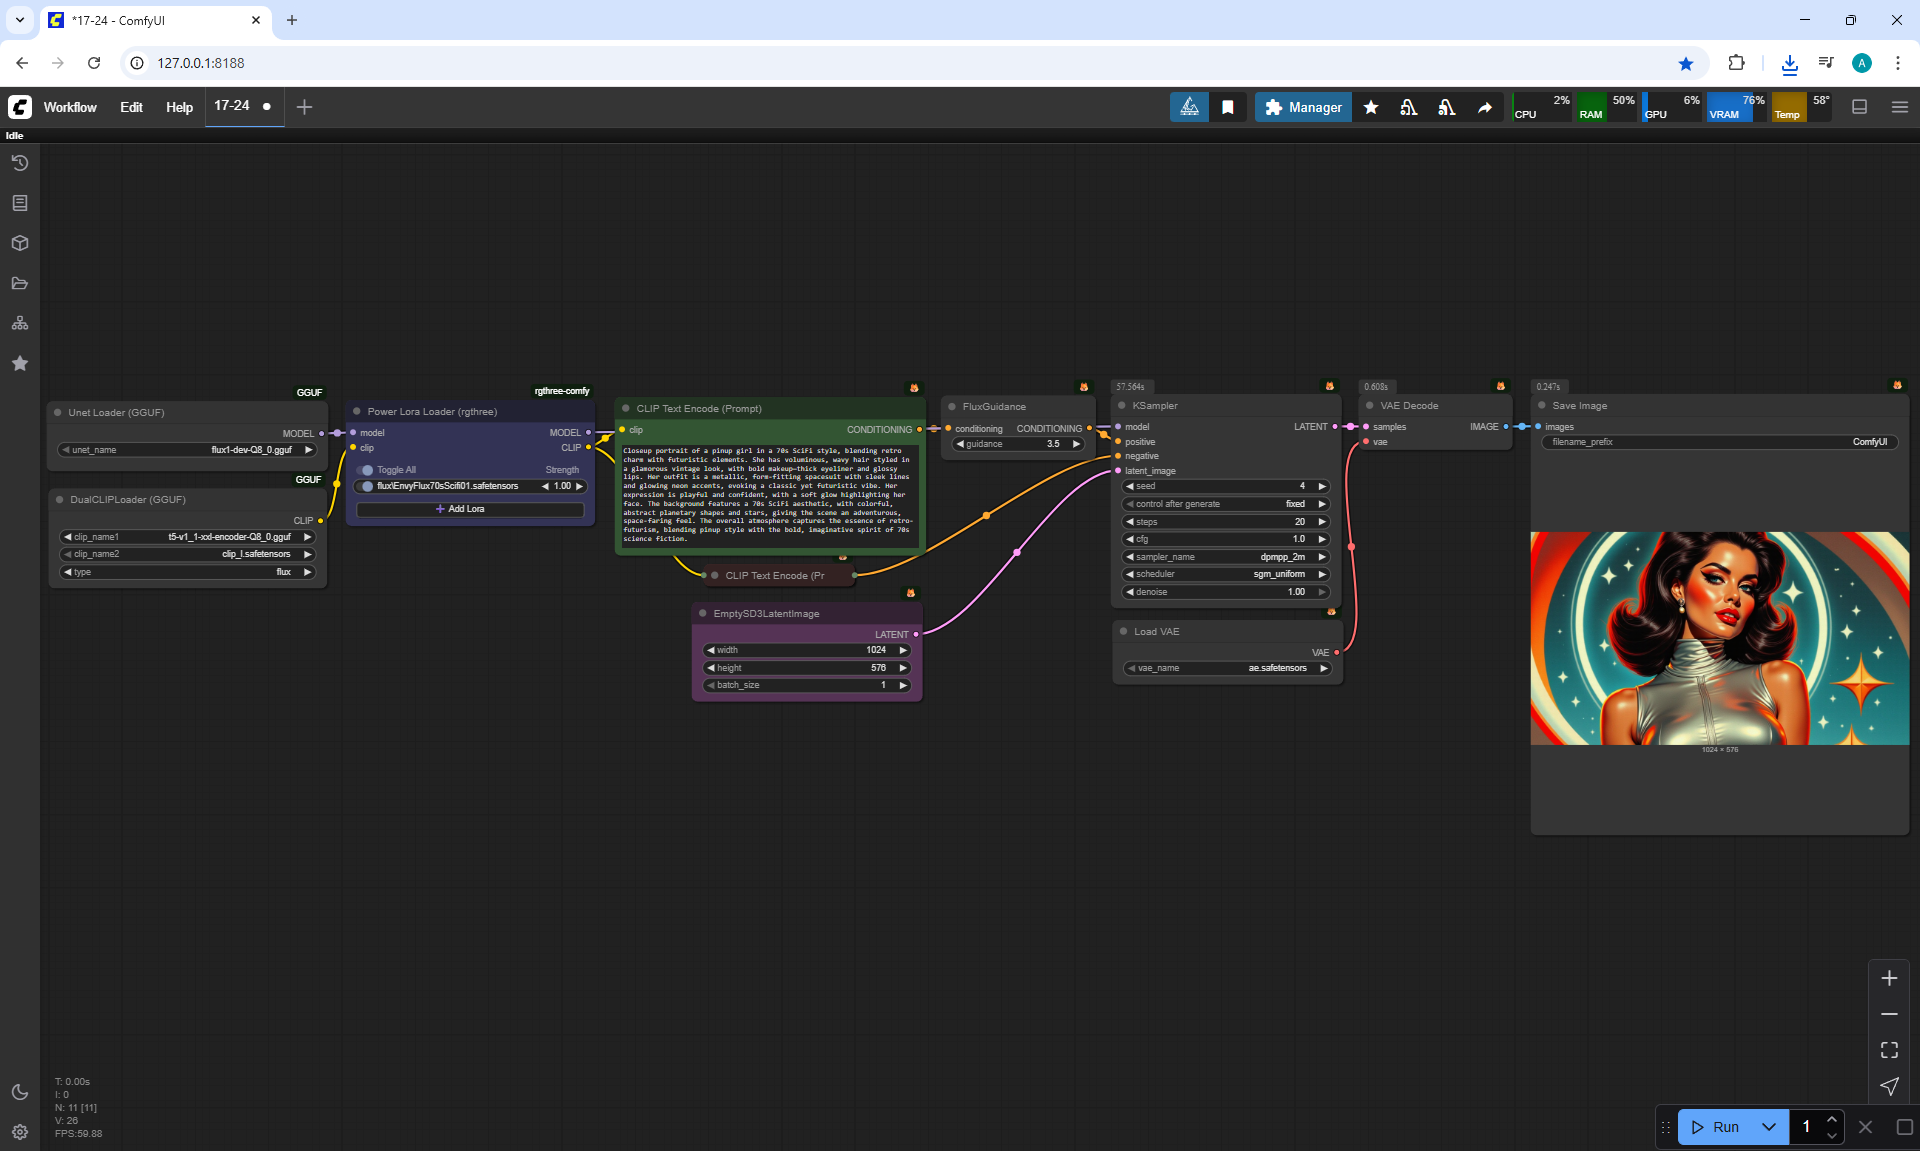 *17-24 - ComfyUI
127.0.0.1:8188
Workflow Edit Help 17-24
Manager
CPU 2% RAM 50% GPU 6% VRAM 76% Temp 58°
Idle
GGUF
Unet Loader (GGUF)
MODEL
unet_name flux1-dev-Q8_0.gguf
GGUF
DualCLIPLoader (GGUF)
CLIP
clip_name1 t5-v1_1-xxl-encoder-Q8_0.gguf
clip_name2 clip_l.safetensors
type flux
rgthree-comfy
Power Lora Loader (rgthree)
model MODEL
clip CLIP
Toggle All Strength
flux\EnvyFlux70sScifi01.safetensors 1.00
Add Lora
CLIP Text Encode (Prompt)
clip CONDITIONING
Closeup portrait of a pinup girl in a 70s SciFi style, blending retro
charm with futuristic elements. She has voluminous, wavy hair styled in
a glamorous vintage look, with bold makeup-thick eyeliner and glossy
lips. Her outfit is a metallic, form-fitting spacesuit with sleek lines
and glowing neon accents, evoking a classic yet futuristic vibe. Her
expression is playful and confident, with a soft glow highlighting her
face. The background features a 70s SciFi aesthetic, with colorful,
abstract planetary shapes and stars, giving the scene an adventurous,
space-faring feel. The overall atmosphere captures the essence of retro-
futurism, blending pinup style with the bold, imaginative spirit of 70s
science fiction.
CLIP Text Encode (Pr
EmptySD3LatentImage
LATENT
width 1024
height 576
batch_size 1
FluxGuidance
conditioning CONDITIONING
guidance 3.5
57.564s
KSampler
model LATENT
positive
negative
latent_image
seed 4
control after generate fixed
steps 20
cfg 1.0
sampler_name dpmpp_2m
scheduler sgm_uniform
denoise 1.00
Load VAE
VAE
vae_name ae.safetensors
0.608s
VAE Decode
samples IMAGE
vae
0.247s
Save Image
images
filename_prefix ComfyUI
1024 × 576
T: 0.00s
I: 0
N: 11 [11]
V: 26
FPS:59.88
Run 1
A